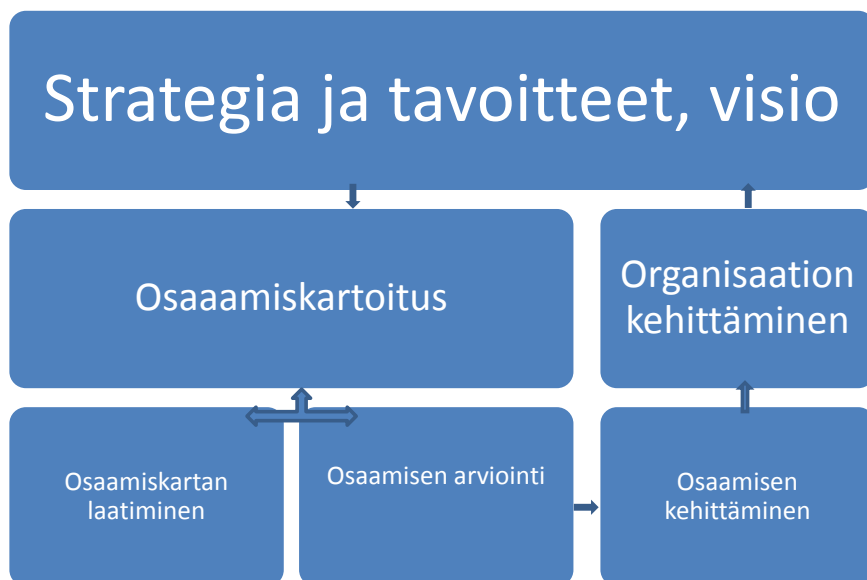 Strategia ja tavoitteet, visio
Osaaamiskartoitus
Organisaation
kehittäminen
Osaamiskartan
laatiminen
Osaamisen arviointi
Osaamisen
kehittäminen